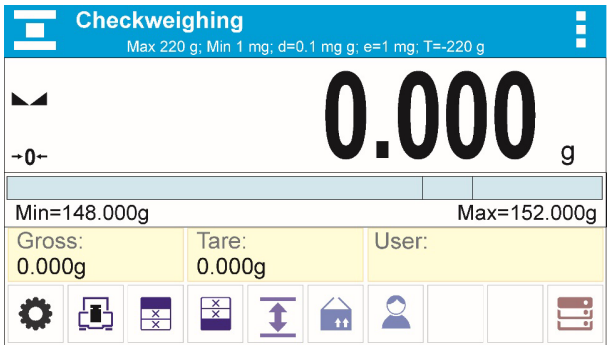 Checkweighing
Max 220 g; Min 1 mg; d=0.1 mg g; e=1 mg; T=-220 g
0.000 g
→0←
Min=148.000g Max=152.000g
Gross: Tare: User:
0.000g 0.000g